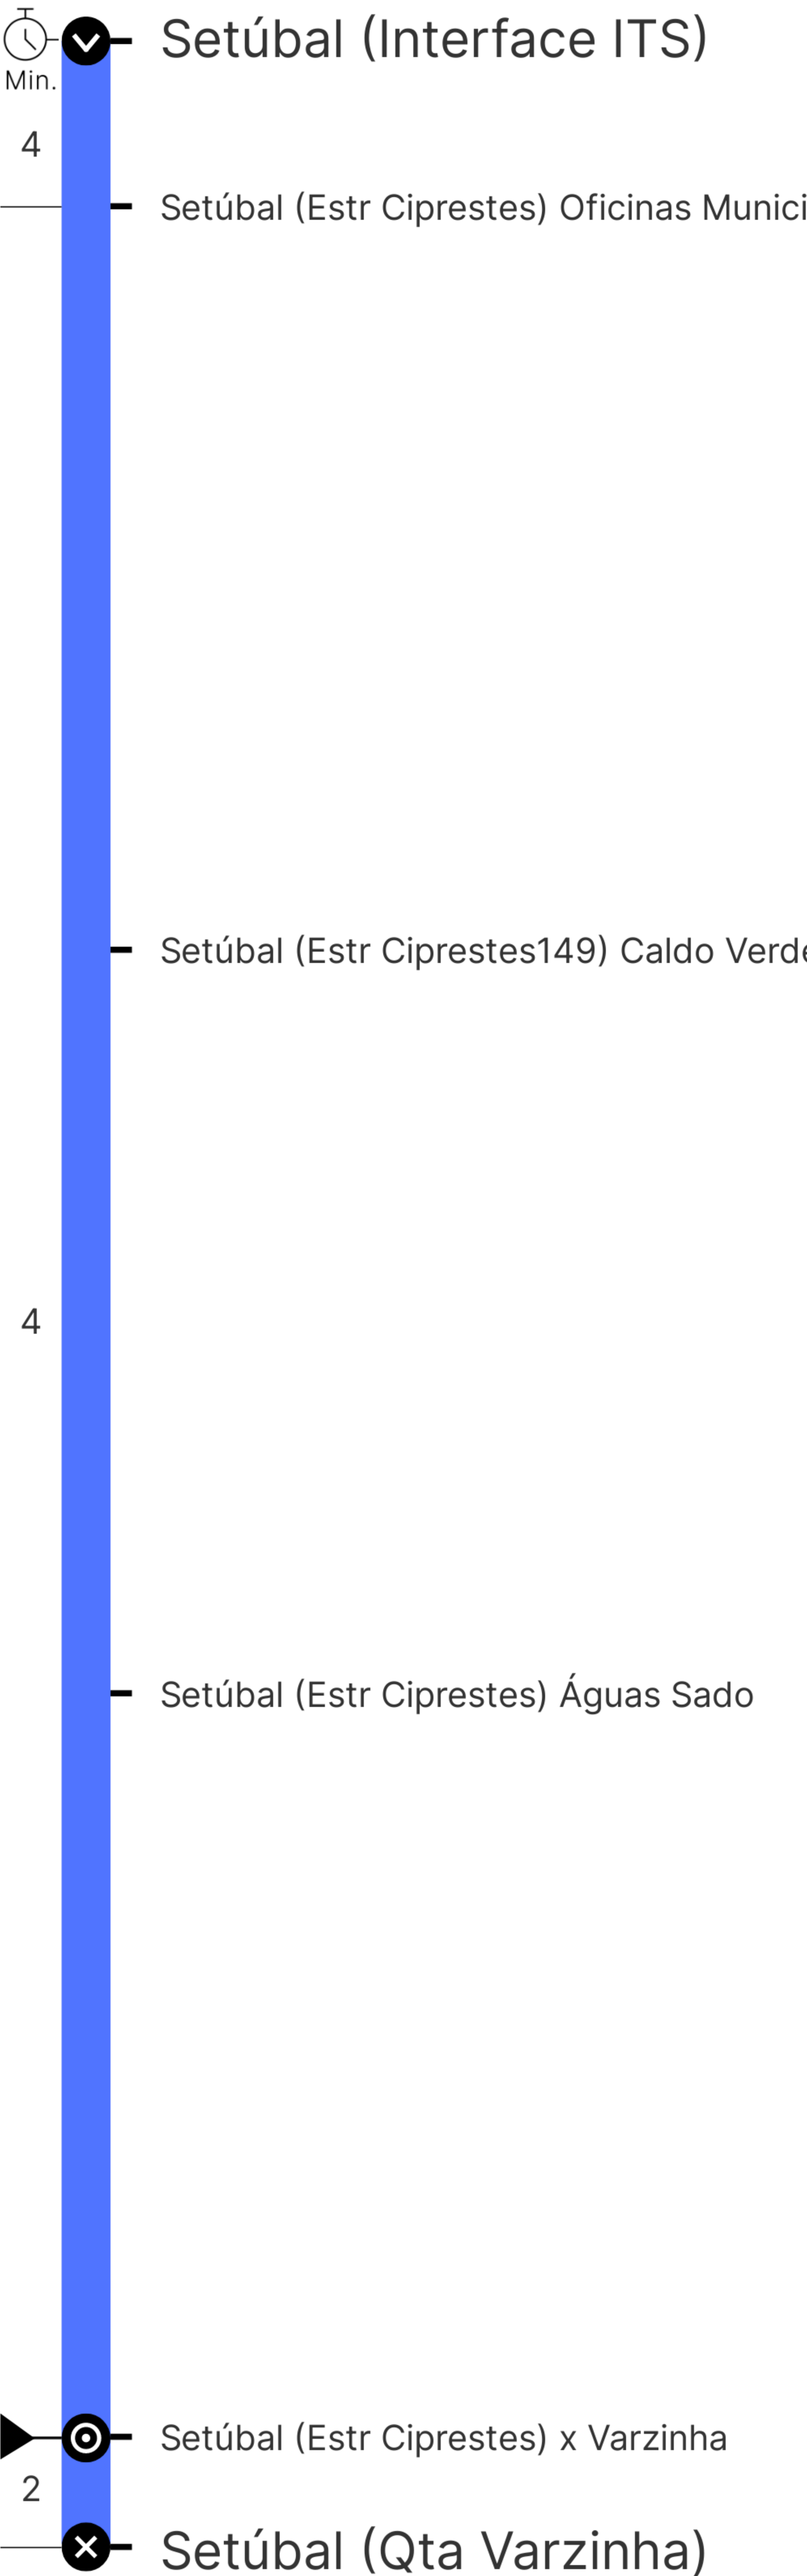 Setúbal (Interface ITS)
Min.
4
Setúbal (Estr Ciprestes) Oficinas
Setúbal (Estr Ciprestes149) Caldo
4
Setúbal (Estr Ciprestes) Águas Sado
Setúbal (Estr Ciprestes) x Varzinha
2
Setúbal (Qta Varzinha)